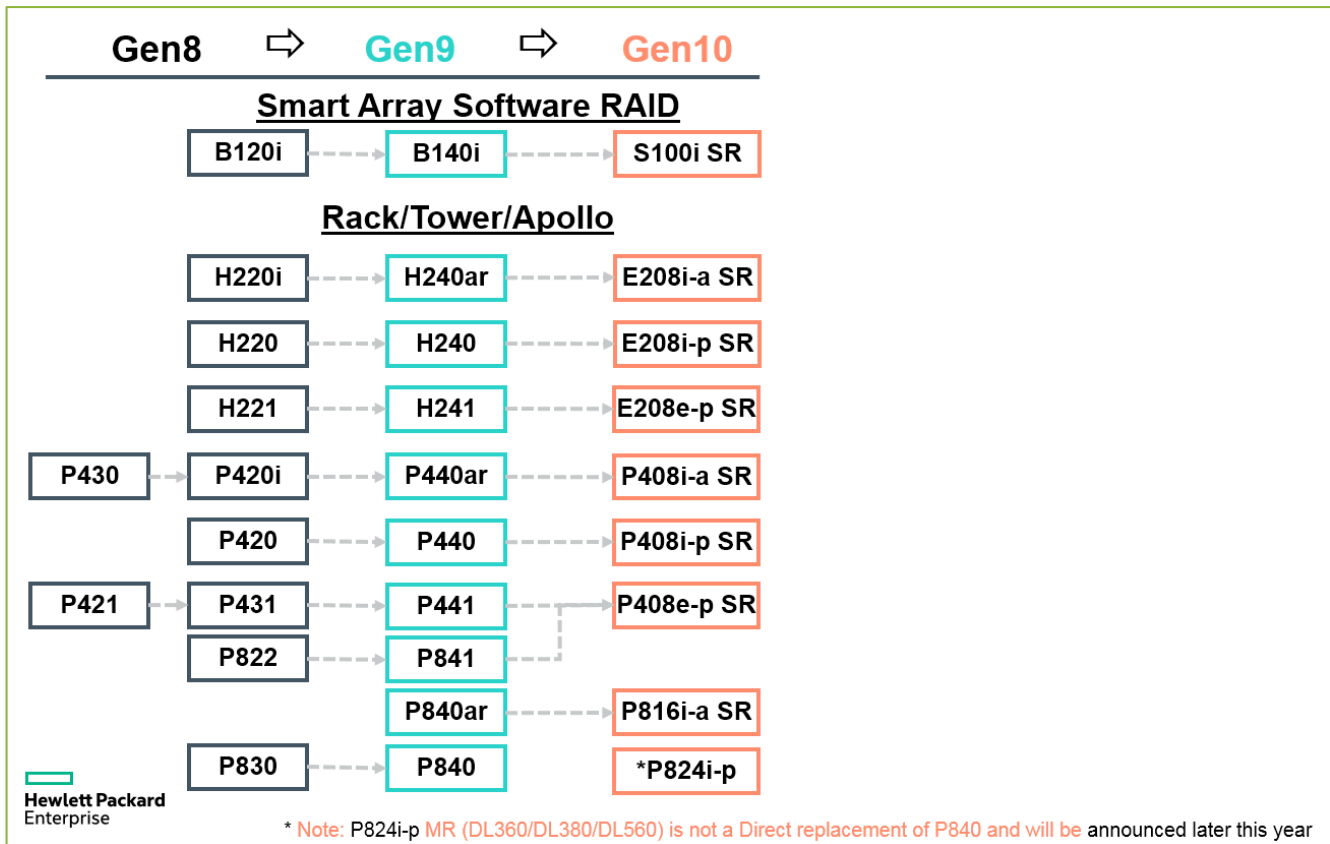 Gen8 ⇨ Gen9 ⇨ Gen10
Smart Array Software RAID
B120i B140i S100i SR
Rack/Tower/Apollo
H220i H240ar E208i-a SR
H220 H240 E208i-p SR
H221 H241 E208e-p SR
P430 P420i P440ar P408i-a SR
P420 P440 P408i-p SR
P421 P431 P441 P408e-p SR
P822 P841
P840ar P816i-a SR
P830 P840 *P824i-p
Hewlett Packard
Enterprise
* Note: P824i-p MR (DL360/DL380/DL560) is not a Direct replacement of P840 and will be announced later this year